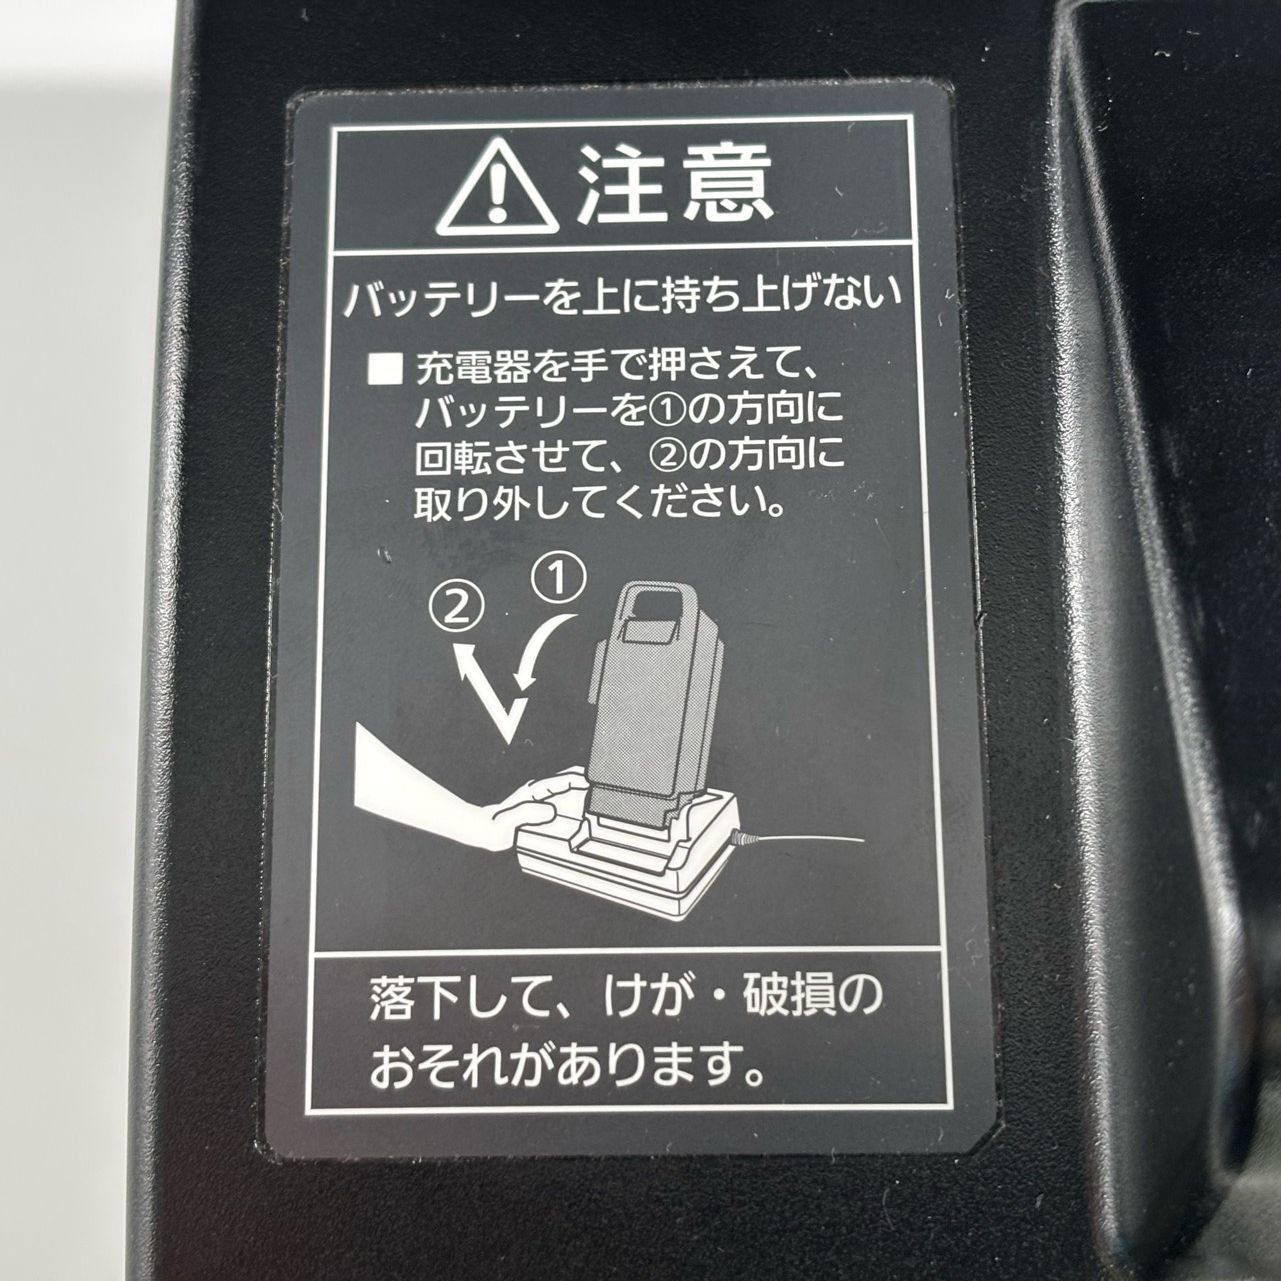 注意
バッテリーを上に持ち上げない
■ 充電器を手で押さえて、
バッテリーを①の方向に
回転させて、②の方向に
取り外してください。
①
②
落下して、けが・破損の
おそれがあります。